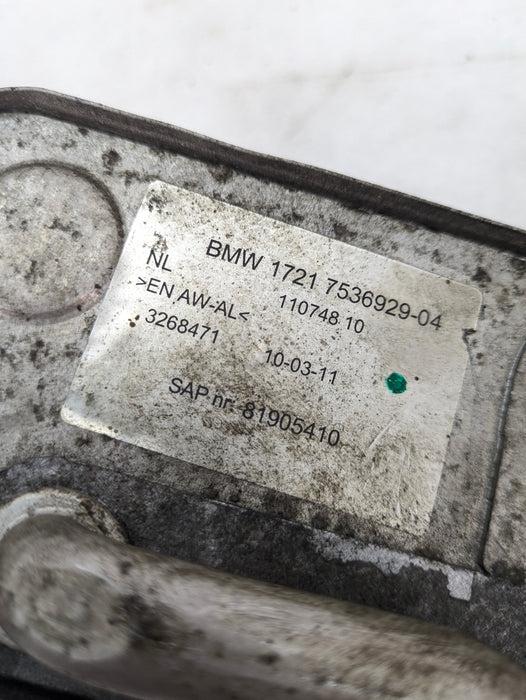 BMW 1721 7536929-04
NL 110748.10
>EN AW-AL<
3268471 10-03-11
SAP nr. 81905410